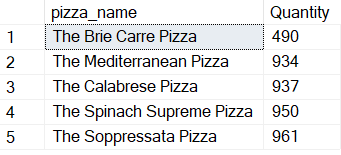 pizza_name Quantity
1 The Brie Carre Pizza 490
2 The Mediterranean Pizza 934
3 The Calabrese Pizza 937
4 The Spinach Supreme Pizza 950
5 The Soppressata Pizza 961